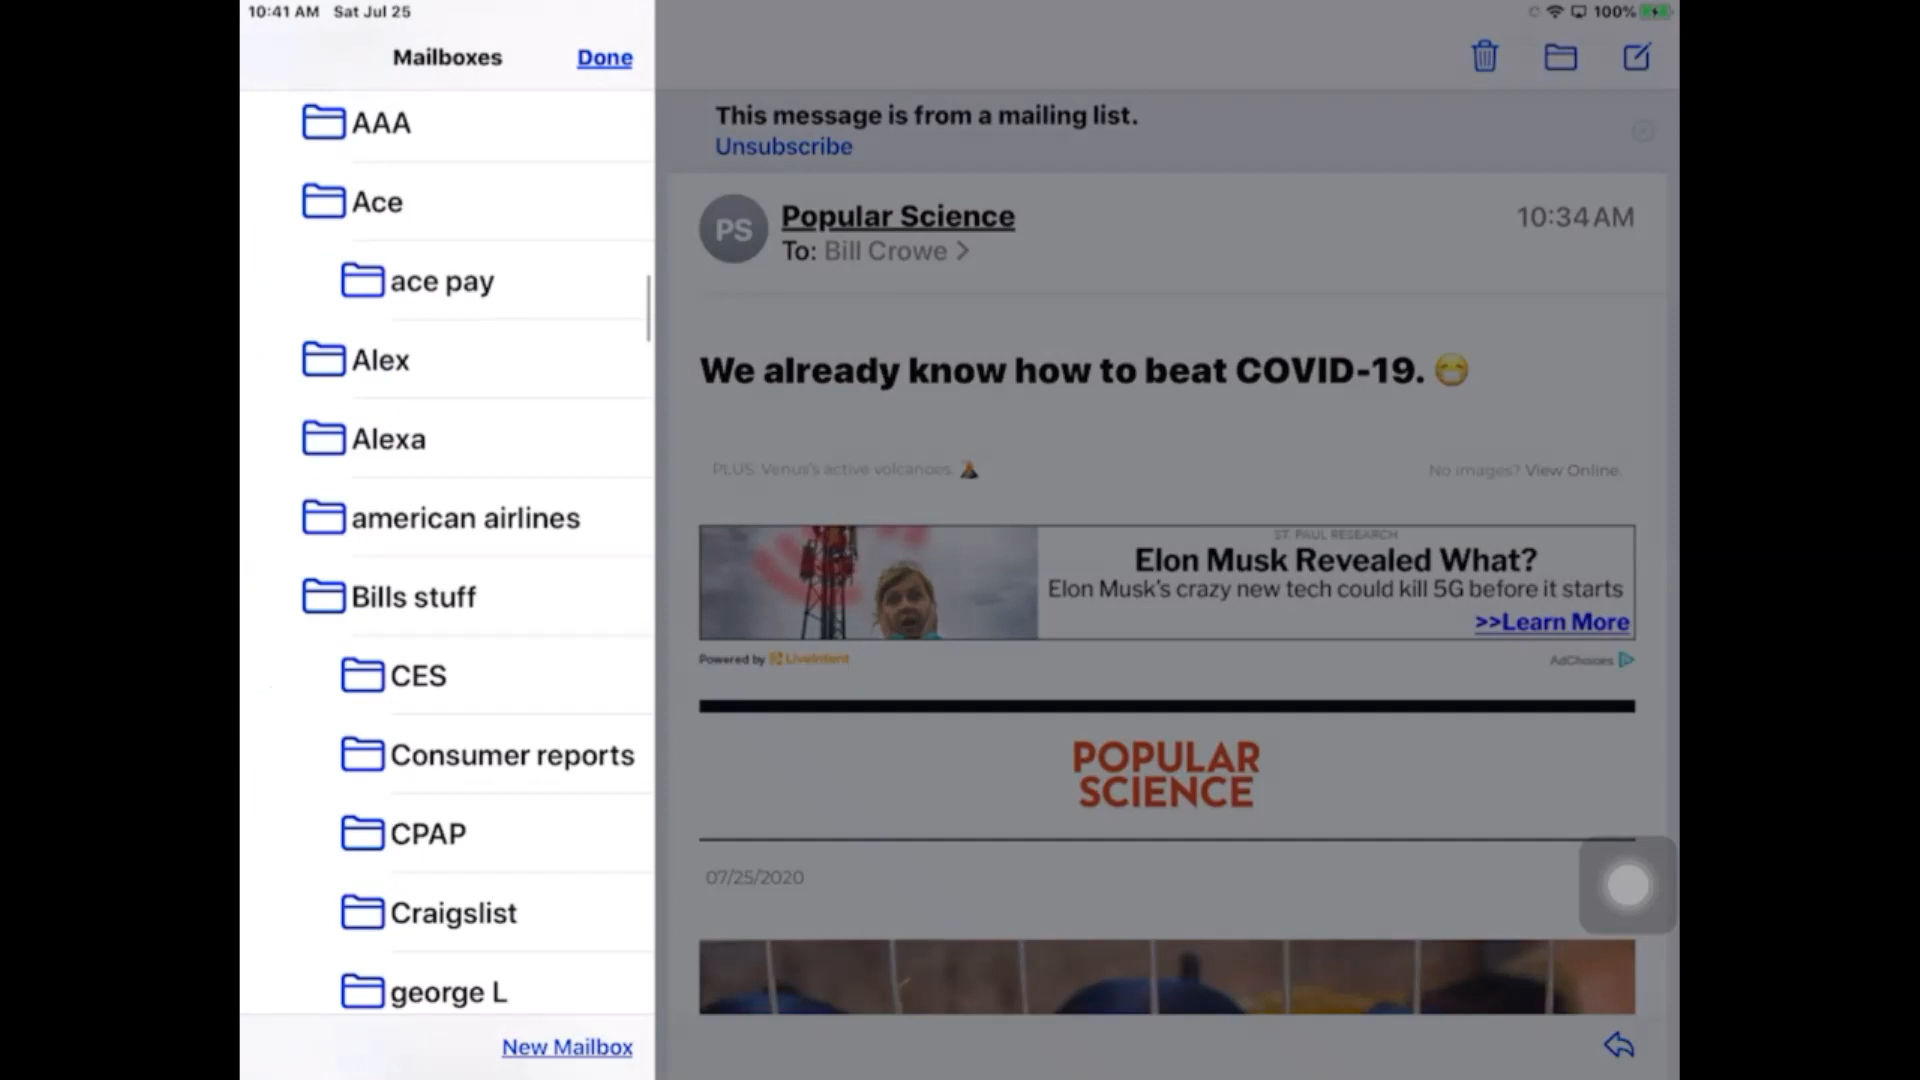 10:41 AM Sat Jul 25
100%
Mailboxes
Done
AAA
Ace
ace pay
Alex
Alexa
american airlines
Bills stuff
CES
Consumer reports
CPAP
Craigslist
george L
New Mailbox
This message is from a mailing list.
Unsubscribe
PS
Popular Science
10:34 AM
To: Bill Crowe
We already know how to beat COVID-19. 😷
PLUS: Venus's active volcanoes. 🌋
No images? View Online.
ST. PAUL RESEARCH
Elon Musk Revealed What?
Elon Musk's crazy new tech could kill 5G before it starts
>>Learn More
Powered by LiveIntent
AdChoices
POPULAR
SCIENCE
07/25/2020